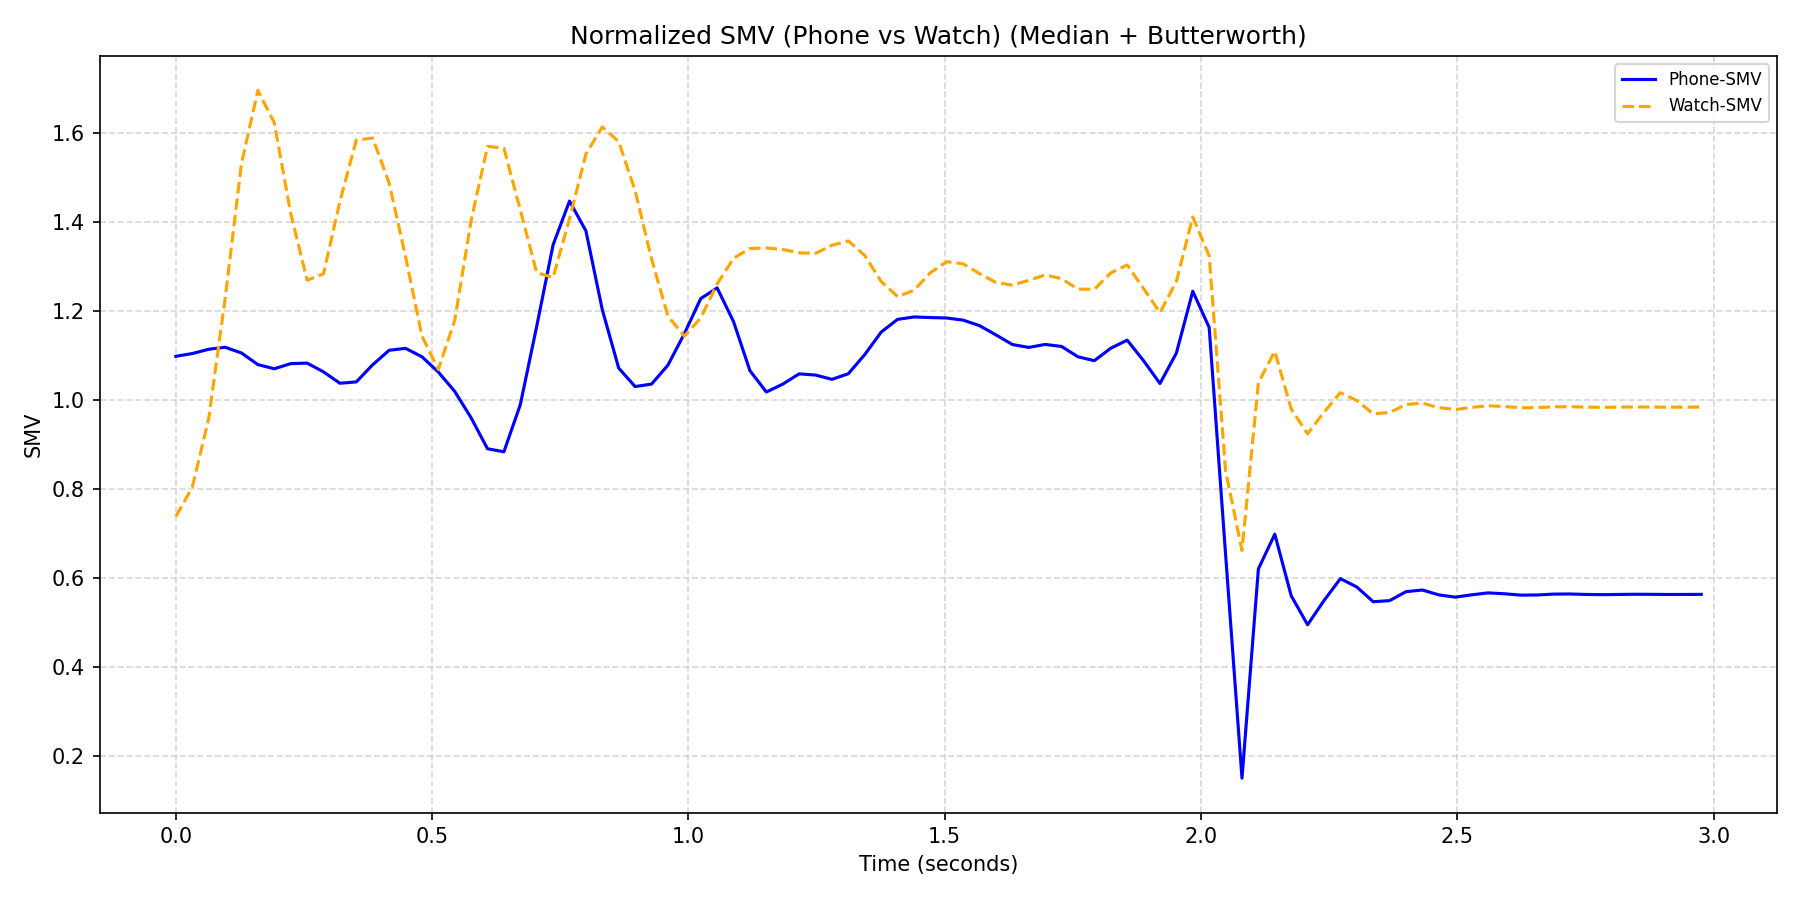 Normalized SMV (Phone vs Watch) (Median + Butterworth)
Phone-SMV
Watch-SMV
SMV
1.6
1.4
1.2
1.0
0.8
0.6
0.4
0.2
0.0 0.5 1.0 1.5 2.0 2.5 3.0
Time (seconds)